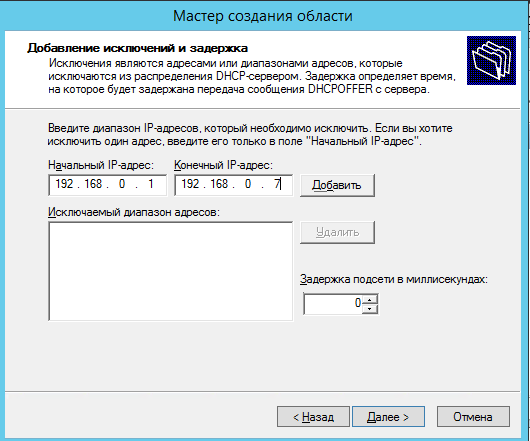 Мастер создания области
Добавление исключений и задержка
Исключения являются адресами или диапазонами адресов, которые
исключаются из распределения DHCP-сервером. Задержка определяет время,
на которое будет задержана передача сообщения DHCPOFFER с сервера.
Введите диапазон IP-адресов, который необходимо исключить. Если вы хотите
исключить один адрес, введите его только в поле "Начальный IP-адрес".
Начальный IP-адрес: Конечный IP-адрес:
192 . 168 . 0 . 1 192 . 168 . 0 . 7 Добавить
Исключаемый диапазон адресов:
Удалить
Задержка подсети в миллисекундах:
0
< Назад Далее > Отмена